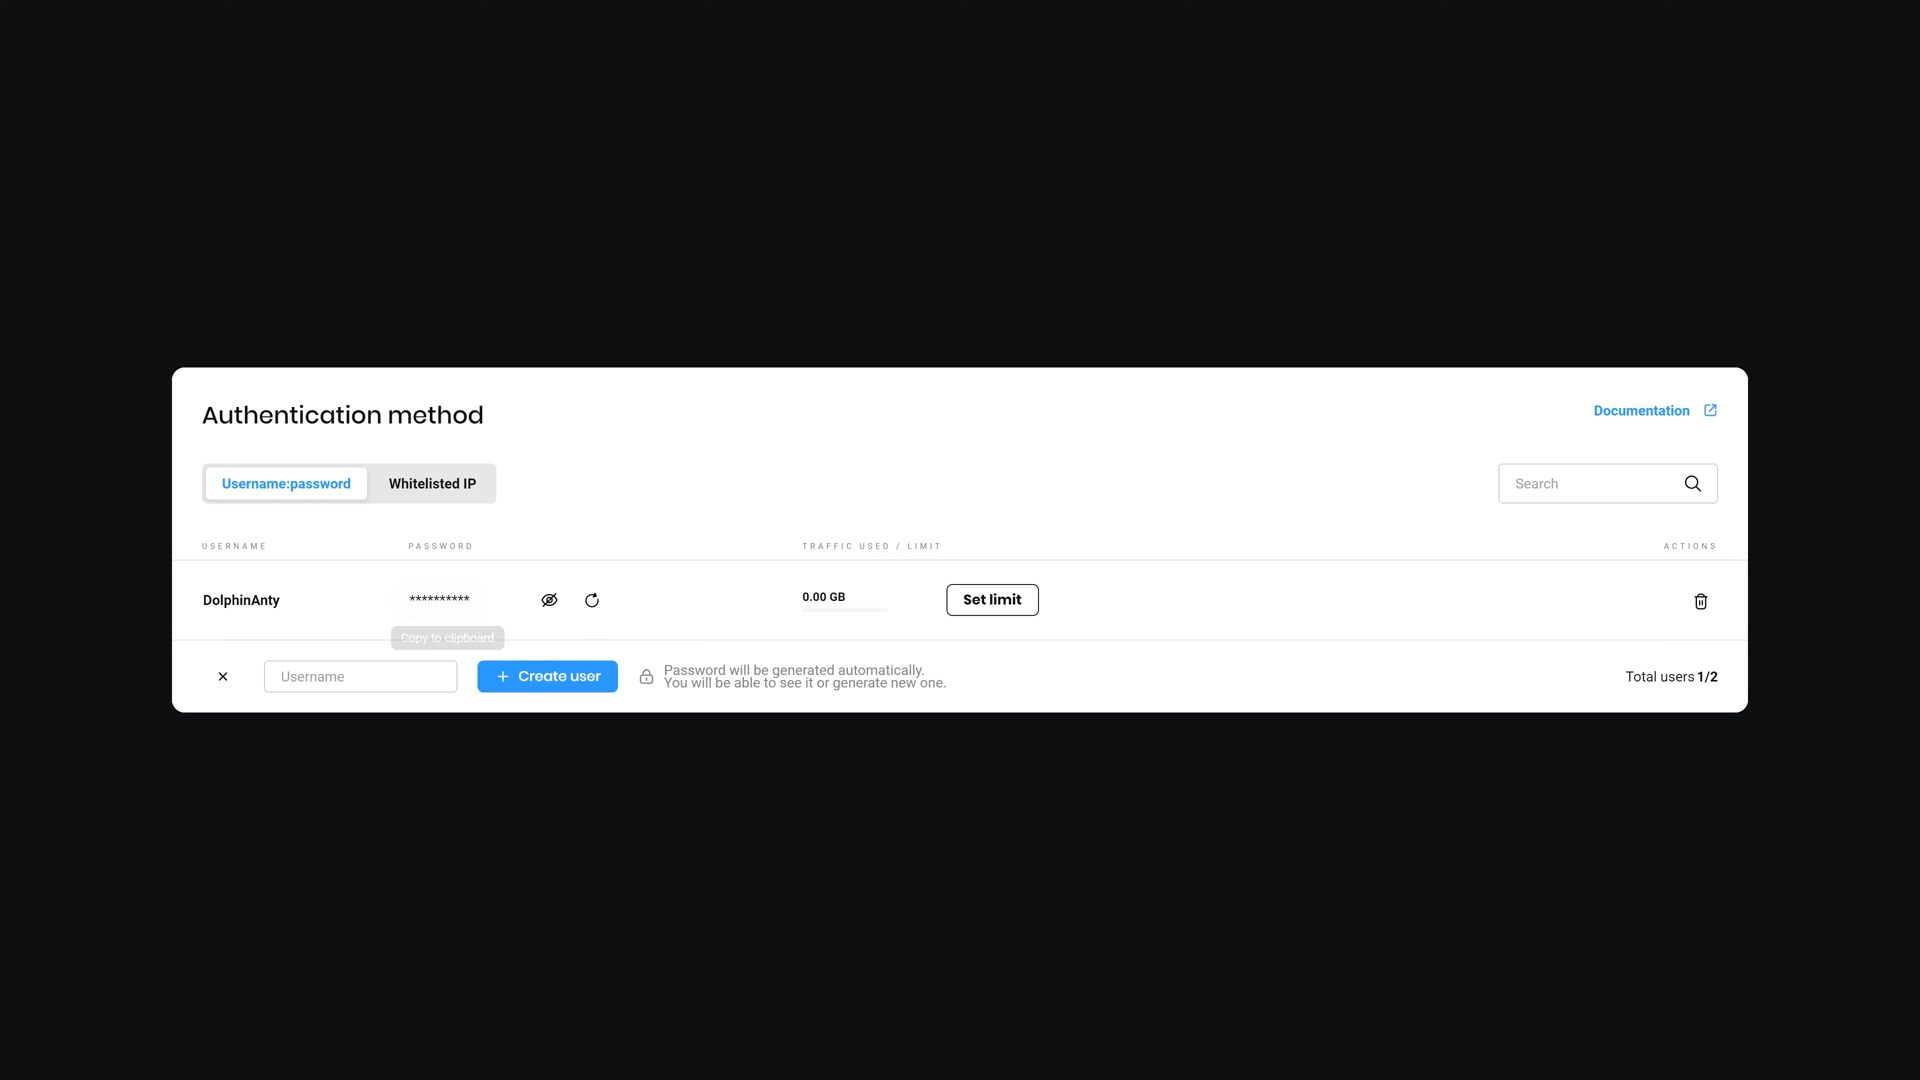 Authentication method
Documentation
Username:password
Whitelisted IP
Search
USERNAME
PASSWORD
TRAFFIC USED / LIMIT
ACTIONS
DolphinAnty
**********
0.00 GB
Set limit
Copy to clipboard
Username
+ Create user
Password will be generated automatically.
You will be able to see it or generate new one.
Total users 1/2